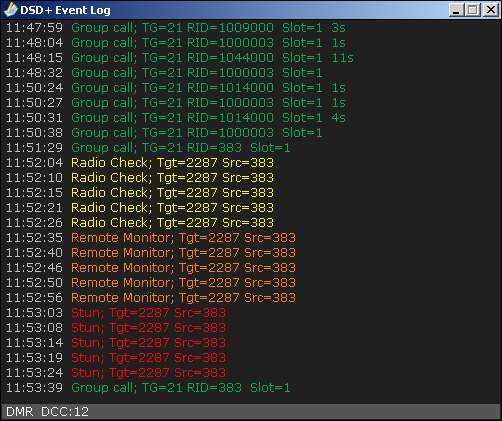 DSD+ Event Log
11:47:59 Group call; TG=21 RID=1009000 Slot=1 3s
11:48:04 Group call; TG=21 RID=1000003 Slot=1 1s
11:48:15 Group call; TG=21 RID=1044000 Slot=1 11s
11:48:32 Group call; TG=21 RID=1000003 Slot=1
11:50:24 Group call; TG=21 RID=1014000 Slot=1 1s
11:50:27 Group call; TG=21 RID=1000003 Slot=1 1s
11:50:31 Group call; TG=21 RID=1014000 Slot=1 4s
11:50:38 Group call; TG=21 RID=1000003 Slot=1
11:51:29 Group call; TG=21 RID=383 Slot=1
11:52:04 Radio Check; Tgt=2287 Src=383
11:52:10 Radio Check; Tgt=2287 Src=383
11:52:15 Radio Check; Tgt=2287 Src=383
11:52:21 Radio Check; Tgt=2287 Src=383
11:52:26 Radio Check; Tgt=2287 Src=383
11:52:35 Remote Monitor; Tgt=2287 Src=383
11:52:40 Remote Monitor; Tgt=2287 Src=383
11:52:46 Remote Monitor; Tgt=2287 Src=383
11:52:50 Remote Monitor; Tgt=2287 Src=383
11:52:56 Remote Monitor; Tgt=2287 Src=383
11:53:03 Stun; Tgt=2287 Src=383
11:53:08 Stun; Tgt=2287 Src=383
11:53:14 Stun; Tgt=2287 Src=383
11:53:19 Stun; Tgt=2287 Src=383
11:53:24 Stun; Tgt=2287 Src=383
11:53:39 Group call; TG=21 RID=383 Slot=1
DMR DCC:12